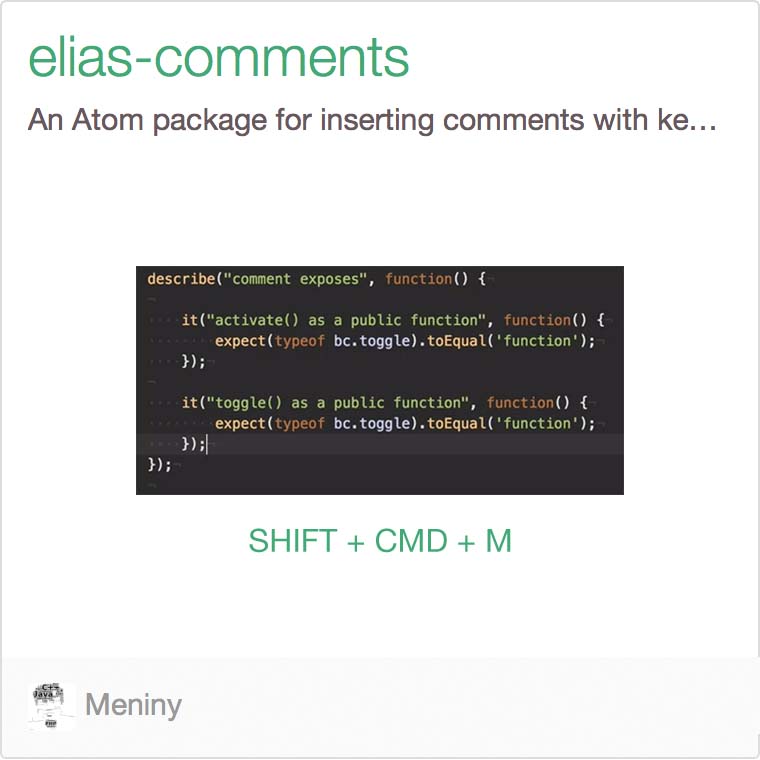 elias-comments
An Atom package for inserting comments with ke...
describe("comment exposes", function() {
it("activate() as a public function", function() {
expect(typeof bc.toggle).toEqual('function');
});
it("toggle() as a public function", function() {
expect(typeof bc.toggle).toEqual('function');
});
});
SHIFT + CMD + M
C++
Java
PHP
Meniny